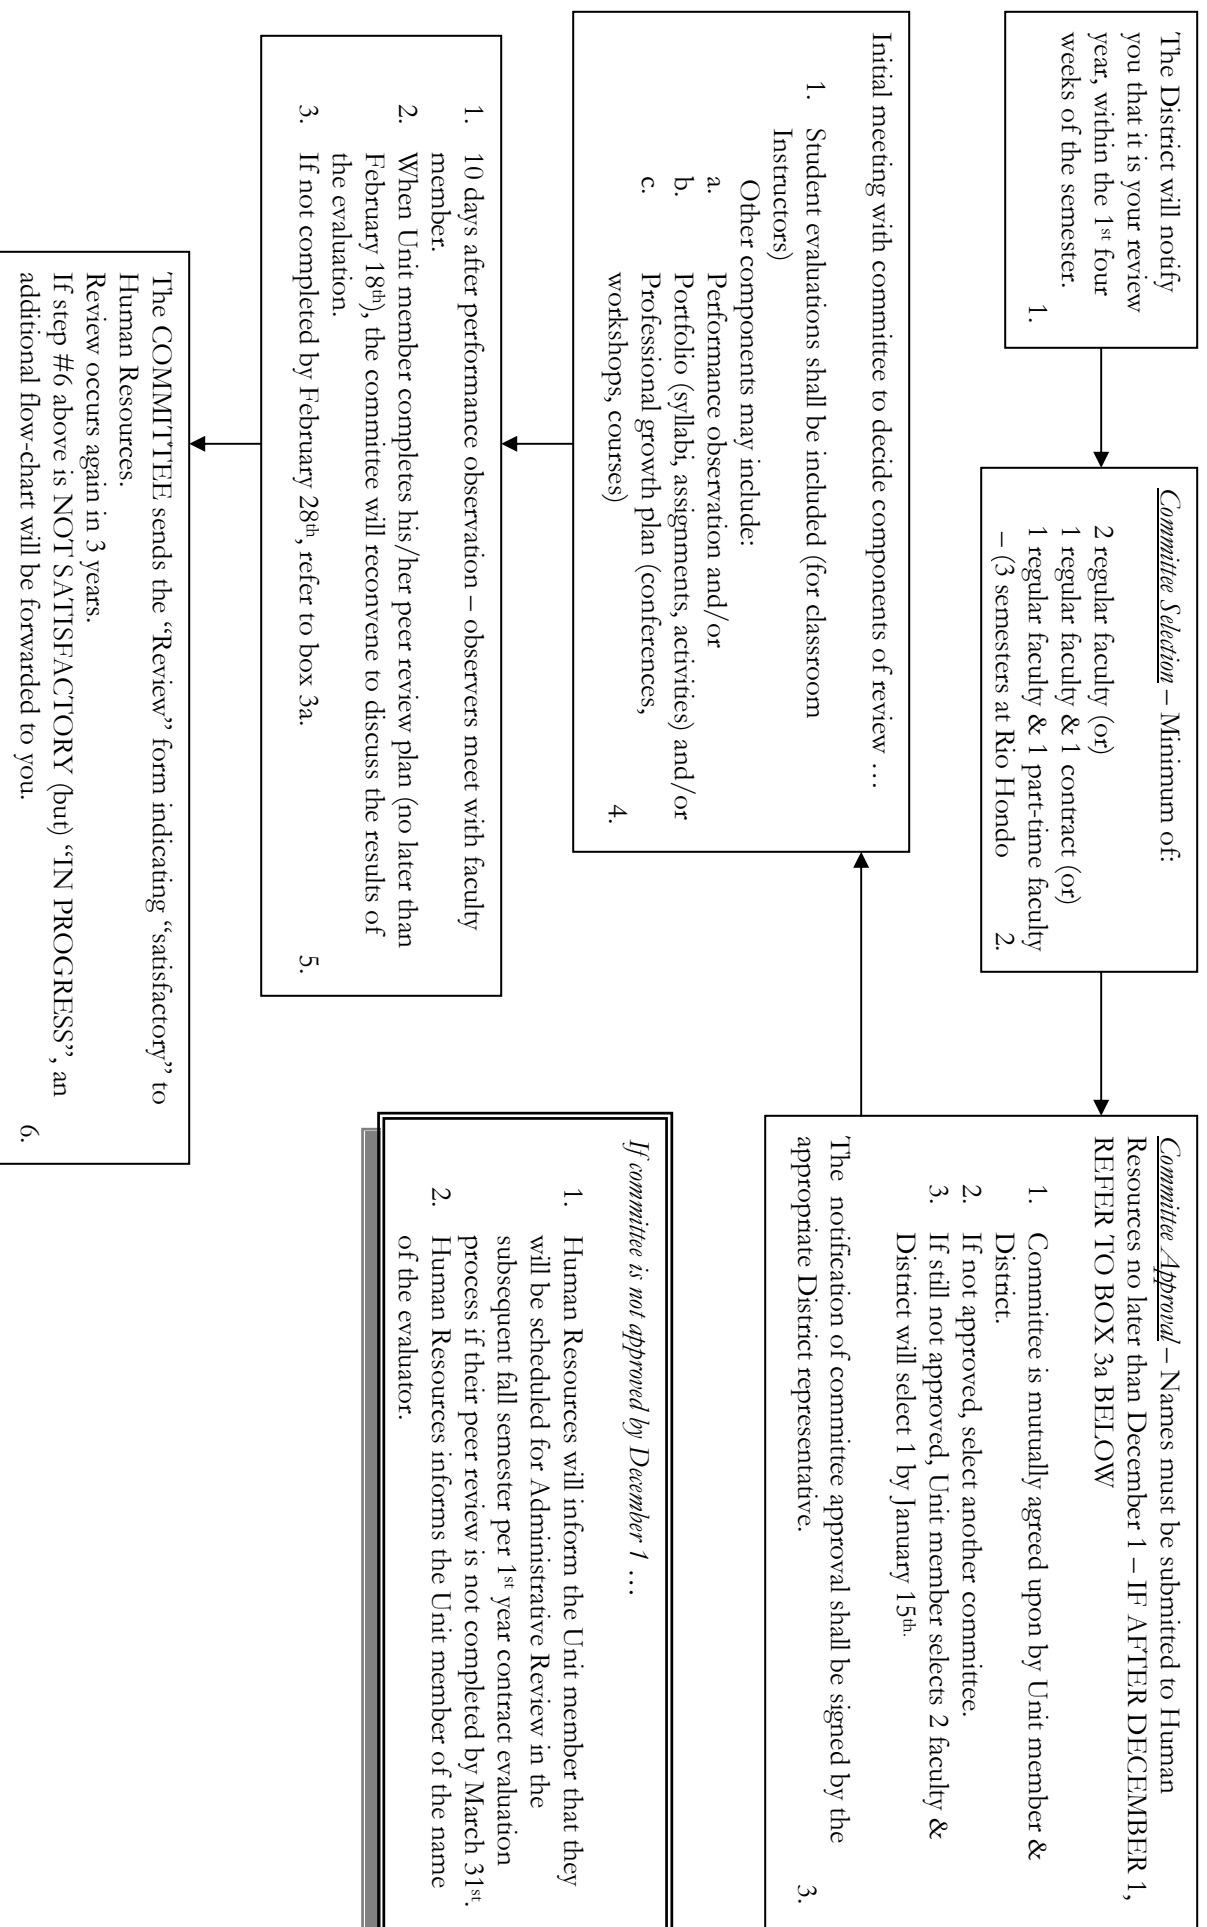 The District will notify
you that it is your review
year, within the 1st four
weeks of the semester.
1.
Committee Selection – Minimum of:
2 regular faculty (or)
1 regular faculty & 1 contract (or)
1 regular faculty & 1 part-time faculty
– (3 semesters at Rio Hondo
2.
Committee Approval – Names must be submitted to Human
Resources no later than December 1 – IF AFTER DECEMBER 1,
REFER TO BOX 3a BELOW
1. Committee is mutually agreed upon by Unit member &
District.
2. If not approved, select another committee.
3. If still not approved, Unit member selects 2 faculty &
District will select 1 by January 15th.
The notification of committee approval shall be signed by the
appropriate District representative.
3.
Initial meeting with committee to decide components of review …
1. Student evaluations shall be included (for classroom
Instructors)
Other components may include:
a. Performance observation and/or
b. Portfolio (syllabi, assignments, activities) and/or
c. Professional growth plan (conferences,
workshops, courses)
4.
If committee is not approved by December 1 …
1. Human Resources will inform the Unit member that they
will be scheduled for Administrative Review in the
subsequent fall semester per 1st year contract evaluation
process if their peer review is not completed by March 31st.
2. Human Resources informs the Unit member of the name
of the evaluator.
1. 10 days after performance observation – observers meet with faculty
member.
2. When Unit member completes his/her peer review plan (no later than
February 18th), the committee will reconvene to discuss the results of
the evaluation.
3. If not completed by February 28th, refer to box 3a.
5.
The COMMITTEE sends the “Review” form indicating “satisfactory” to
Human Resources.
Review occurs again in 3 years.
If step #6 above is NOT SATISFACTORY (but) “IN PROGRESS”, an
additional flow-chart will be forwarded to you.
6.